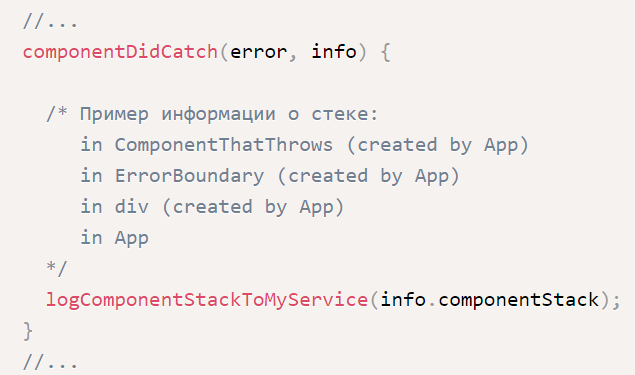 //...
componentDidCatch(error, info) {
/* Пример информации о стеке:
in ComponentThatThrows (created by App)
in ErrorBoundary (created by App)
in div (created by App)
in App
*/
logComponentStackToMyService(info.componentStack);
}
//...